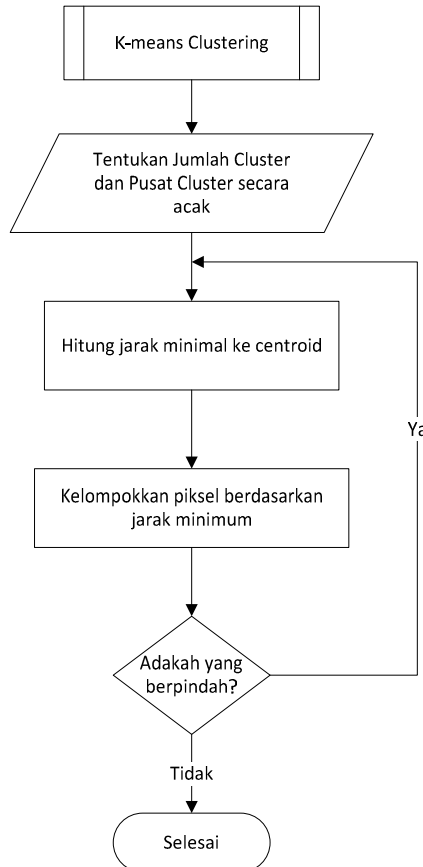 K-means Clustering
Tentukan Jumlah Cluster
dan Pusat Cluster secara
acak
Hitung jarak minimal ke centroid
Kelompokkan piksel berdasarkan
jarak minimum
Ya
Adakah yang
berpindah?
Tidak
Selesai